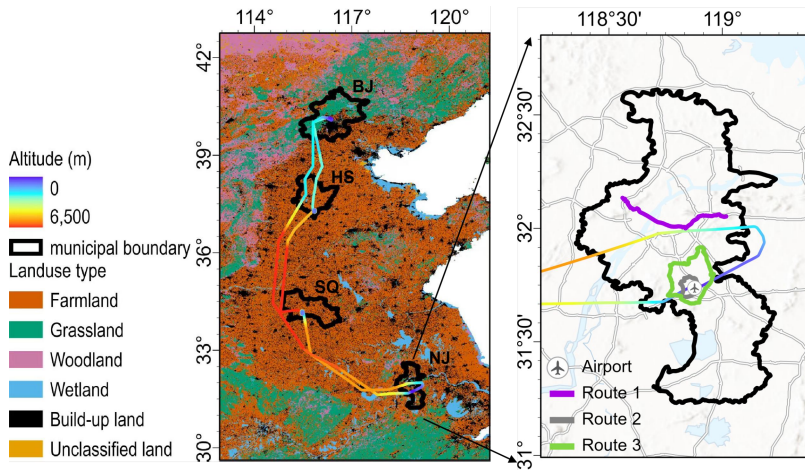 114° 117° 120°
118°30' 119°
42°
39°
36°
33°
30°
BJ
HS
SQ
NJ
Altitude (m)
0
6,500
municipal boundary
Landuse type
Farmland
Grassland
Woodland
Wetland
Build-up land
Unclassified land
32°30'
32°
31°30'
31°
Airport
Route 1
Route 2
Route 3